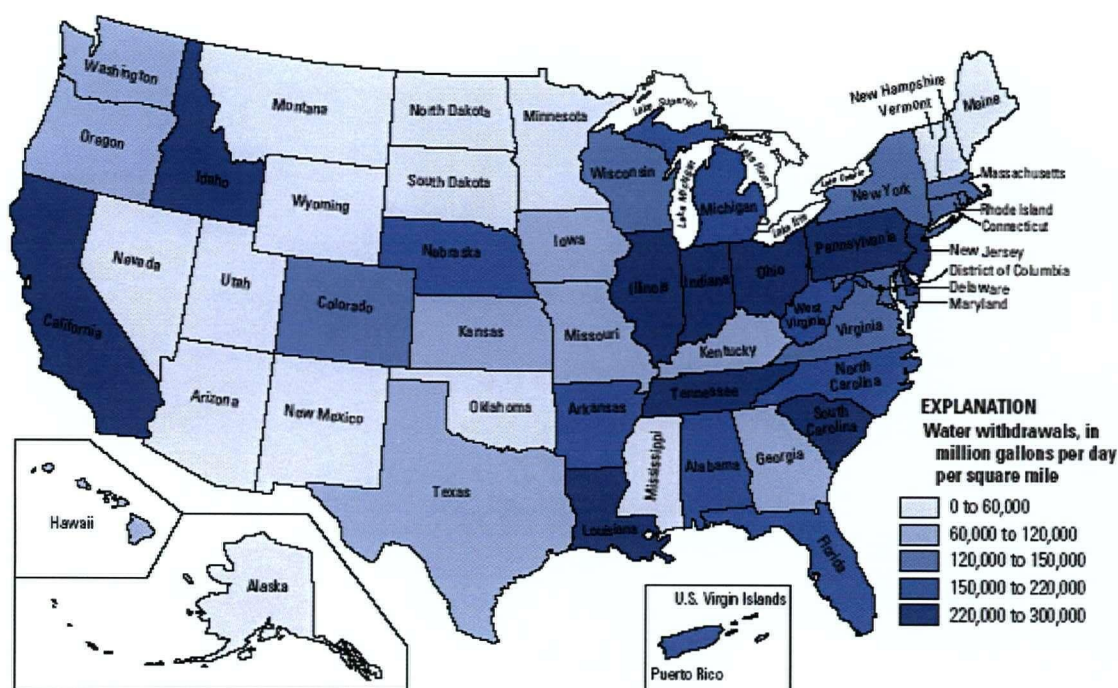 Washington
Montana
North Dakota
Minnesota
Lake Superior
New Hampshire
Vermont
Maine
Oregon
Idaho
Wyoming
South Dakota
Wisconsin
Lake Michigan
Michigan
Lake Huron
Lake Ontario
Lake Erie
New York
Massachusetts
Rhode Island
Connecticut
New Jersey
District of Columbia
Delaware
Maryland
Pennsylvania
Nevada
Utah
Colorado
Nebraska
Iowa
Illinois
Indiana
Ohio
West
Virginia
Virginia
California
Kansas
Missouri
Kentucky
North
Carolina
Tennessee
South
Carolina
Arizona
New Mexico
Oklahoma
Arkansas
Mississippi
Alabama
Georgia
Texas
Louisiana
Florida
Hawaii
Alaska
U.S. Virgin Islands
Puerto Rico
EXPLANATION
Water withdrawals, in
million gallons per day
per square mile
0 to 60,000
60,000 to 120,000
120,000 to 150,000
150,000 to 220,000
220,000 to 300,000